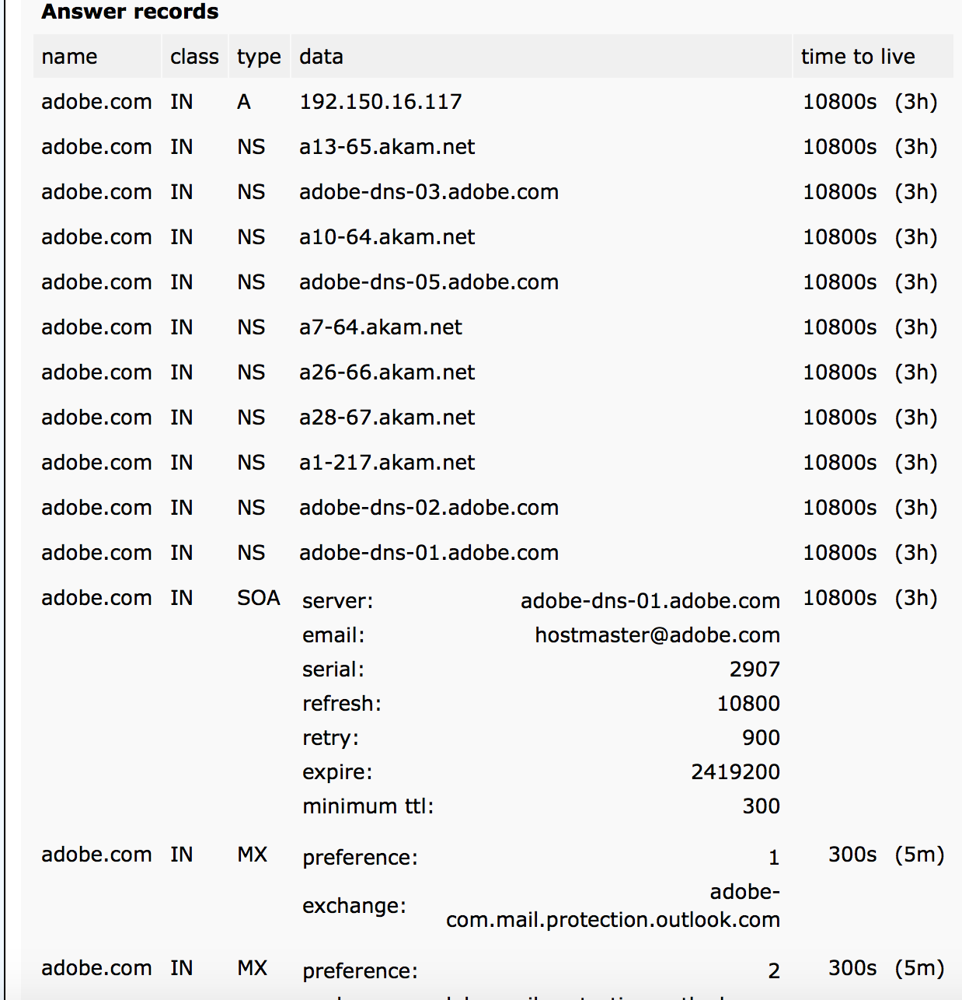 Answer records
name class type data time to live
adobe.com IN A 192.150.16.117 10800s (3h)
adobe.com IN NS a13-65.akam.net 10800s (3h)
adobe.com IN NS adobe-dns-03.adobe.com 10800s (3h)
adobe.com IN NS a10-64.akam.net 10800s (3h)
adobe.com IN NS adobe-dns-05.adobe.com 10800s (3h)
adobe.com IN NS a7-64.akam.net 10800s (3h)
adobe.com IN NS a26-66.akam.net 10800s (3h)
adobe.com IN NS a28-67.akam.net 10800s (3h)
adobe.com IN NS a1-217.akam.net 10800s (3h)
adobe.com IN NS adobe-dns-02.adobe.com 10800s (3h)
adobe.com IN NS adobe-dns-01.adobe.com 10800s (3h)
adobe.com IN SOA server: adobe-dns-01.adobe.com 10800s (3h)
email: hostmaster@adobe.com
serial: 2907
refresh: 10800
retry: 900
expire: 2419200
minimum ttl: 300
adobe.com IN MX preference: 1 300s (5m)
exchange: adobe-
com.mail.protection.outlook.com
adobe.com IN MX preference: 2 300s (5m)